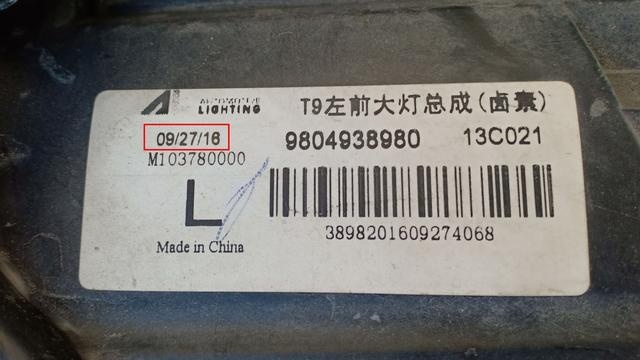 AUTOMOTIVE
LIGHTING
T9左前大灯总成(卤素)
09/27/16
9804938980
13C021
M103780000
L
3898201609274068
Made in China